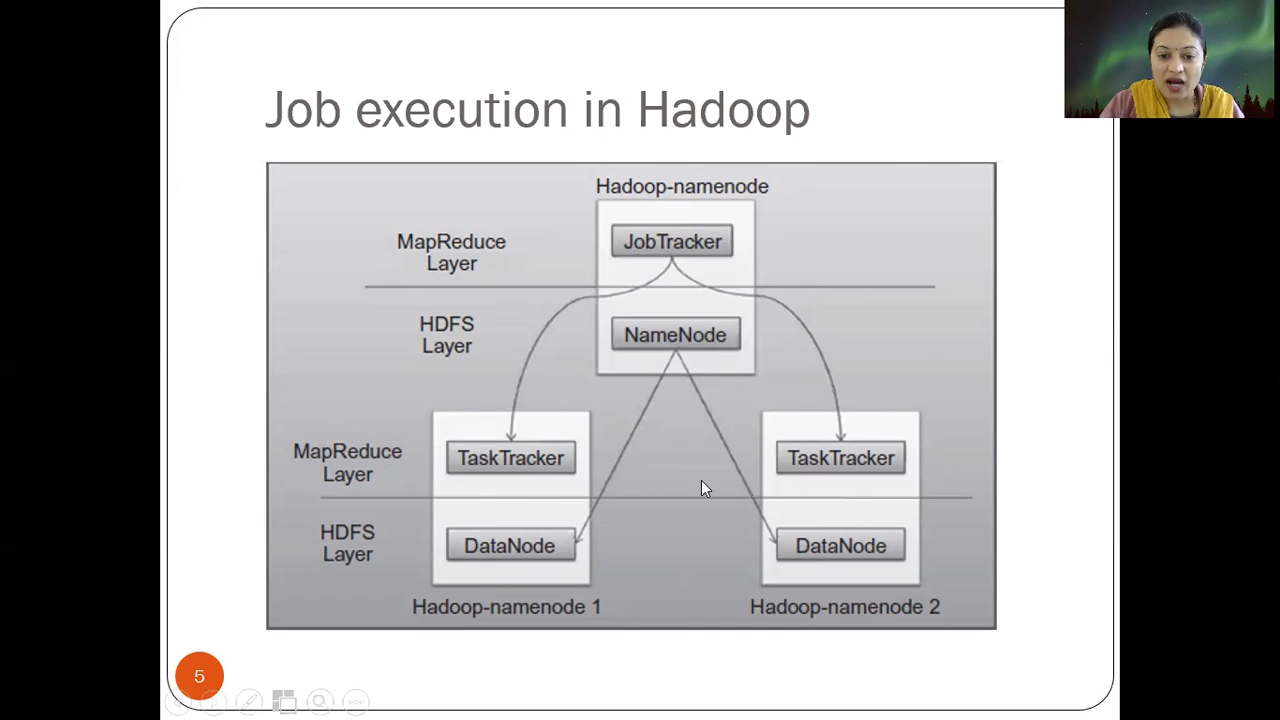 Job execution in Hadoop
Hadoop-namenode
MapReduce
Layer
JobTracker
HDFS
Layer
NameNode
MapReduce
Layer
TaskTracker
TaskTracker
HDFS
Layer
DataNode
DataNode
Hadoop-namenode 1
Hadoop-namenode 2
5